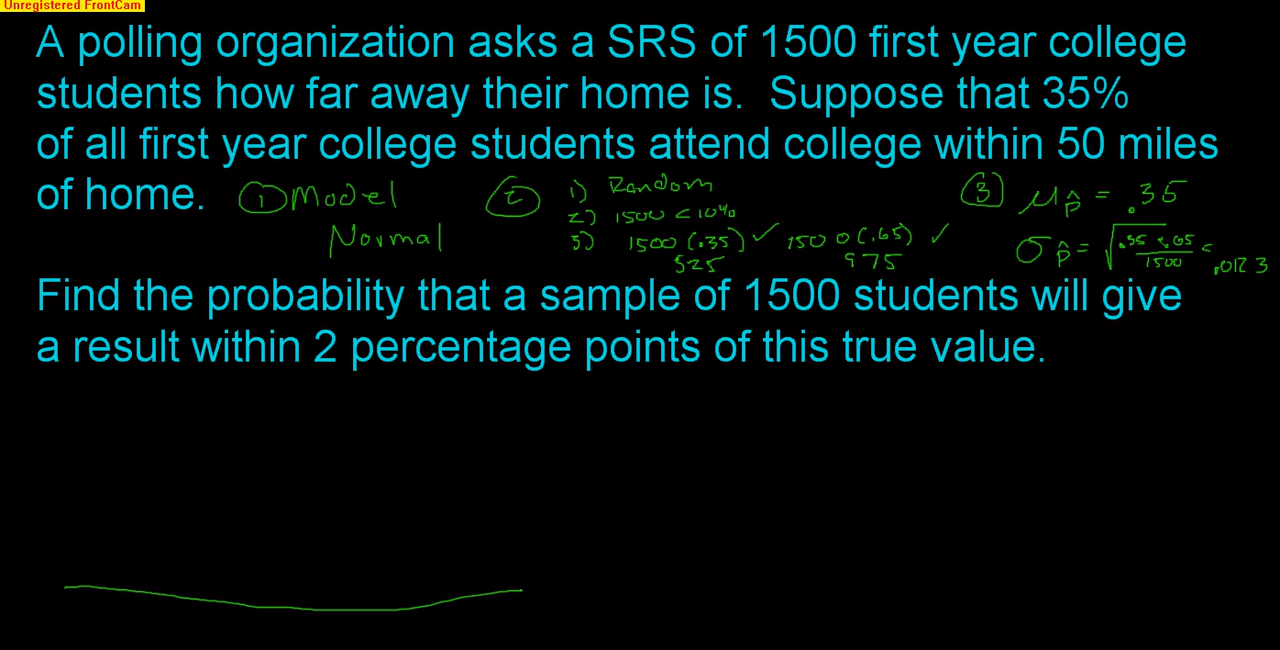 Unregistered FrontCam
A polling organization asks a SRS of 1500 first year college
students how far away their home is. Suppose that 35%
of all first year college students attend college within 50 miles
of home.
① Model
Normal
②
1) Random
2) 1500 < 10%
3) 1500 (.35) ✓ 1500 (.65) ✓
525 975
③ μp̂ = .35
σp̂ = √.35 × .65 / 1500 = .0123
Find the probability that a sample of 1500 students will give
a result within 2 percentage points of this true value.